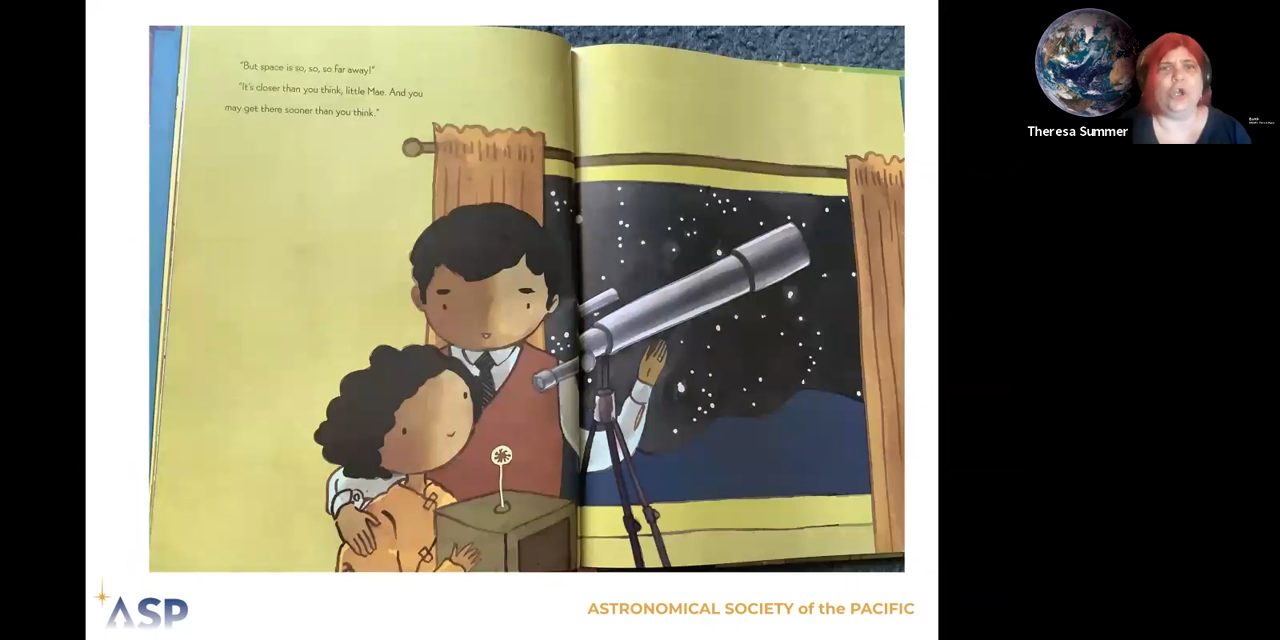 "But space is so, so, so far away!"
"It's closer than you think, little Mae. And you
may get there sooner than you think."
Theresa Summer
ASP
ASTRONOMICAL SOCIETY of the PACIFIC